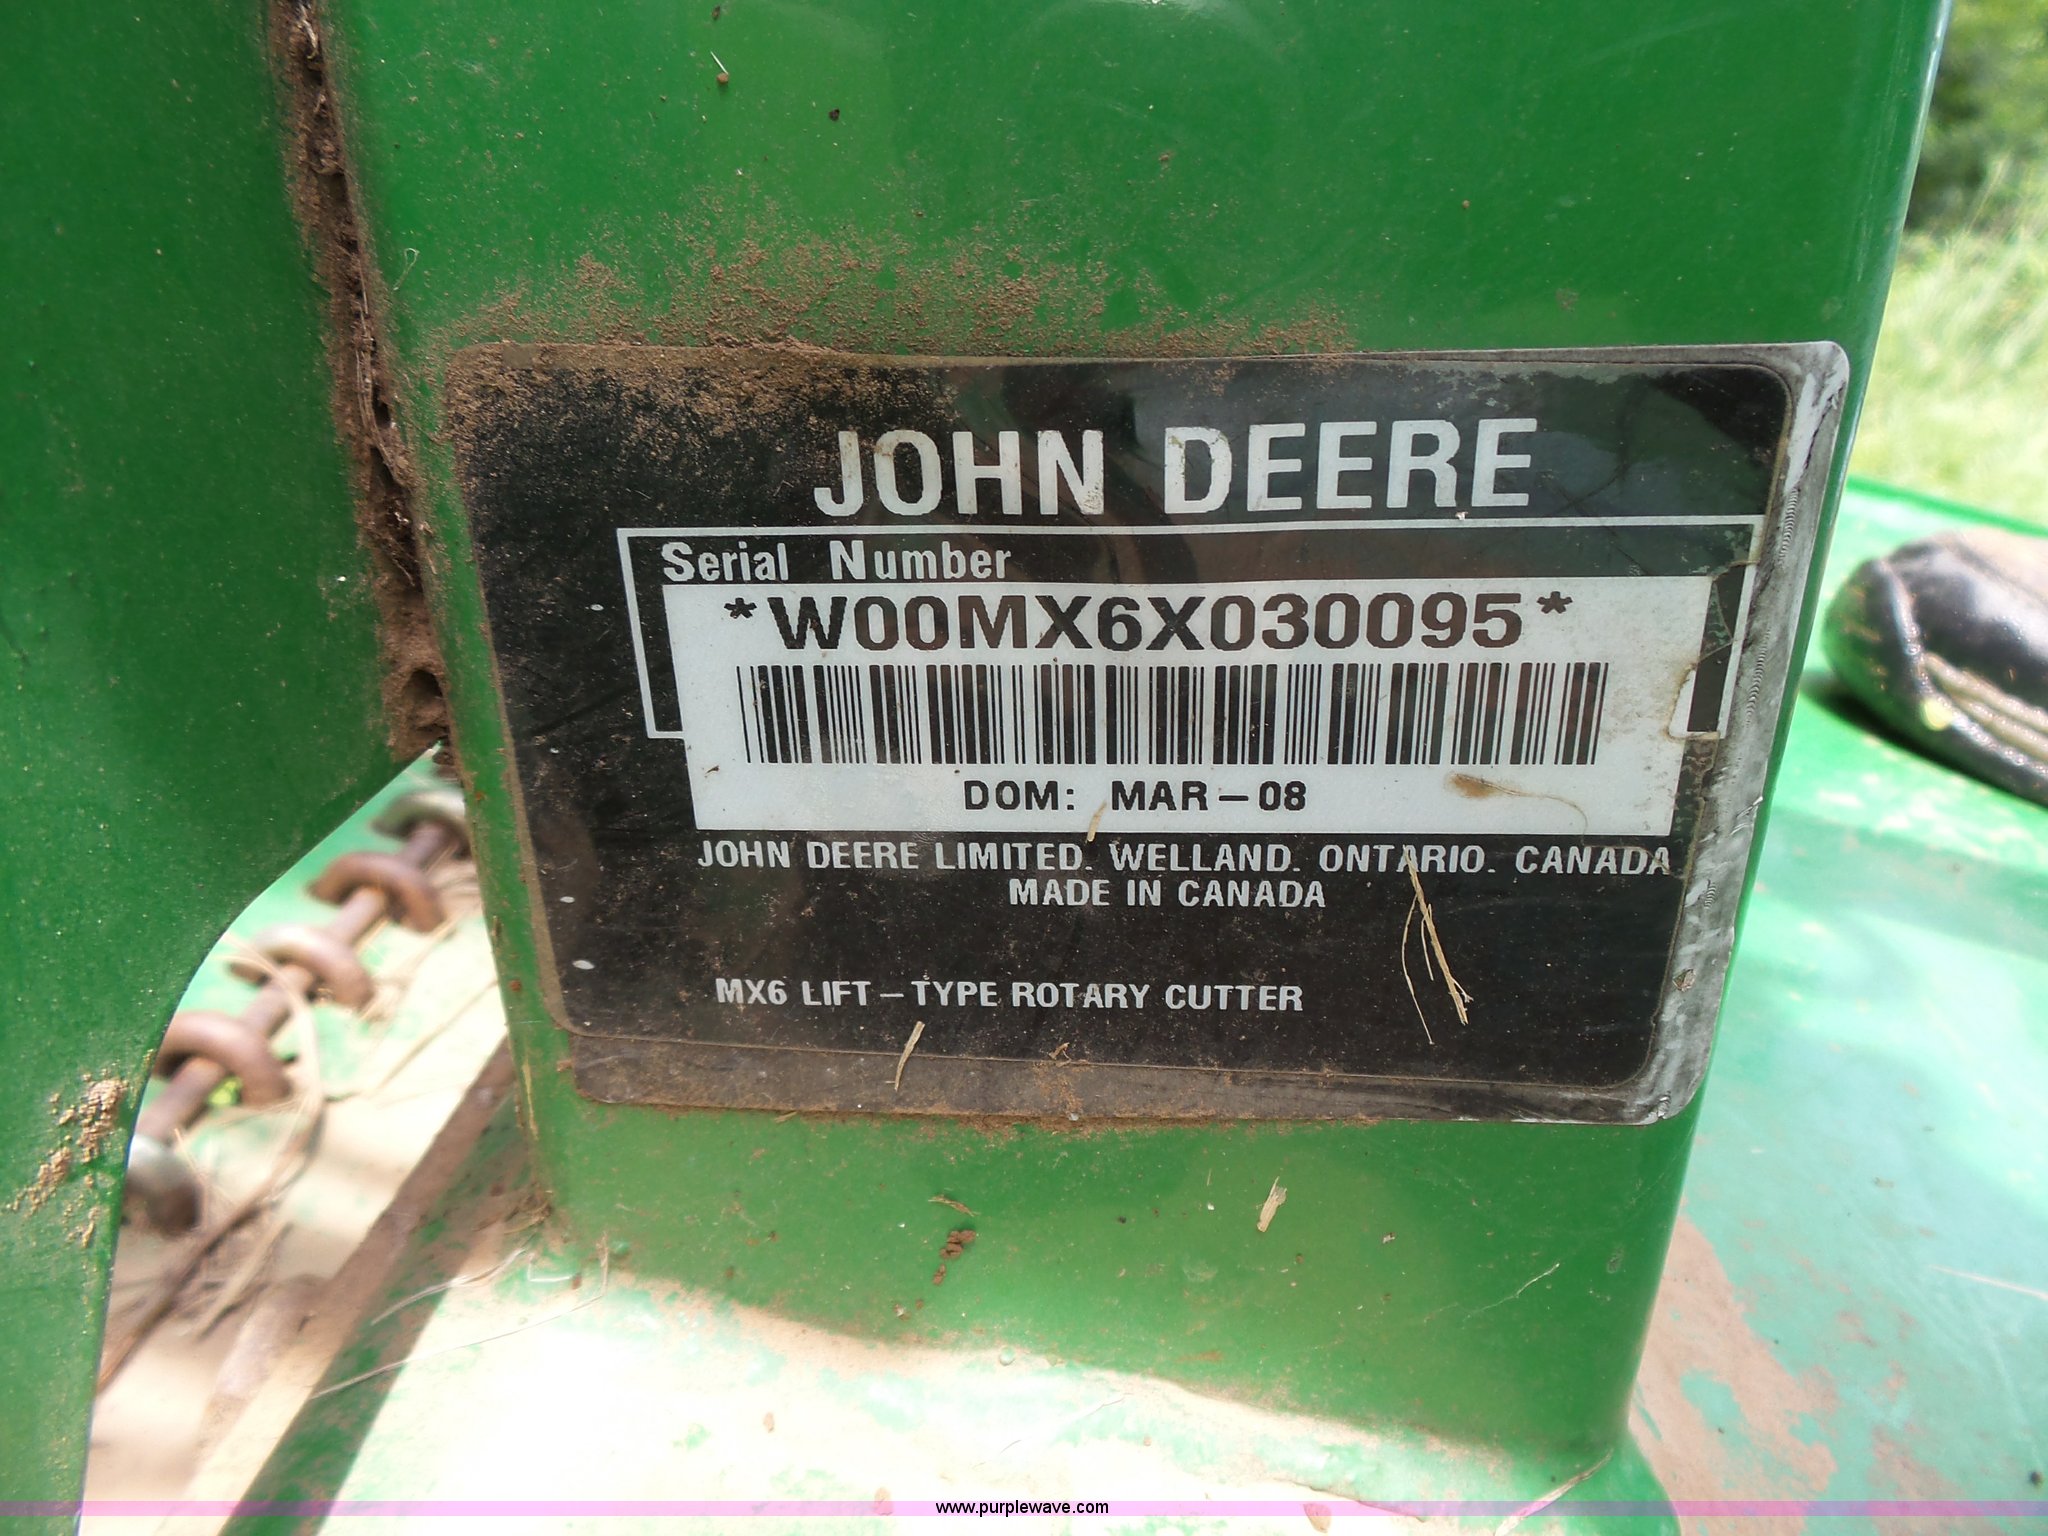 JOHN DEERE
Serial Number
*W00MX6X030095*
DOM: MAR-08
JOHN DEERE LIMITED. WELLAND. ONTARIO. CANADA
MADE IN CANADA
MX6 LIFT-TYPE ROTARY CUTTER
www.purplewave.com